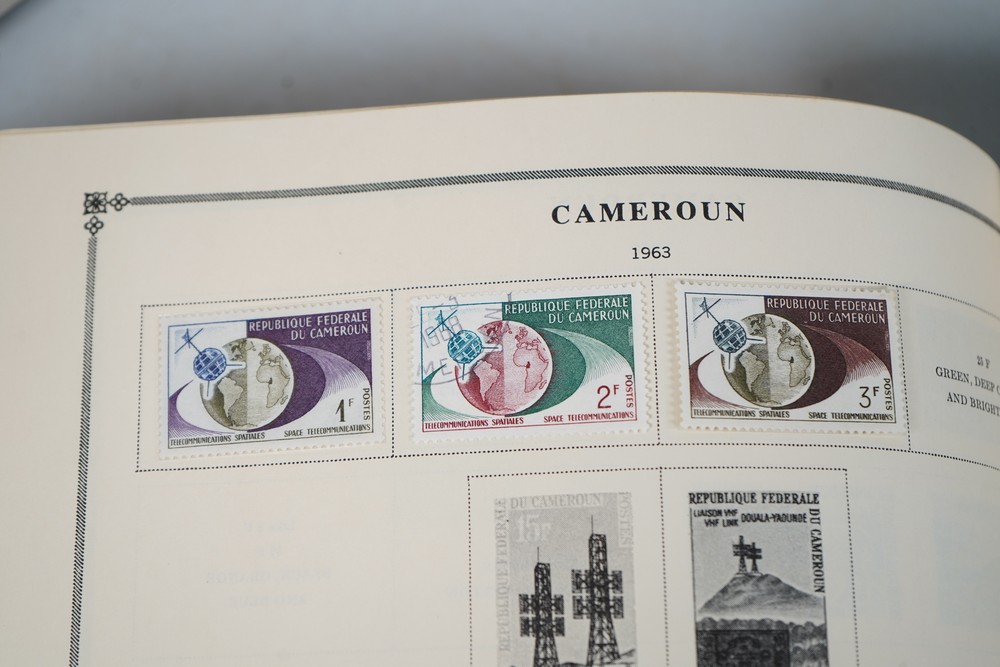 CAMEROUN
1963
REPUBLIQUE FEDERALE
DU CAMEROUN
1F
POSTES
TELECOMMUNICATIONS SPATIALES SPACE TELECOMMUNICATIONS
REPUBLIQUE FEDERALE
DU CAMEROUN
2F
POSTES
TELECOMMUNICATIONS SPATIALES SPACE TELECOMMUNICATIONS
REPUBLIQUE FEDERALE
DU CAMEROUN
3F
POSTES
TELECOMMUNICATIONS SPATIALES SPACE TELECOMMUNICATIONS
25 F
GREEN, DEEP
AND BRIGHT
REPUBLIQUE FEDERALE
DU CAMEROUN
POSTES
15F
REPUBLIQUE FEDERALE
DU CAMEROUN
LIAISON VHF
VHF LINK DOUALA-YAOUNDÉ